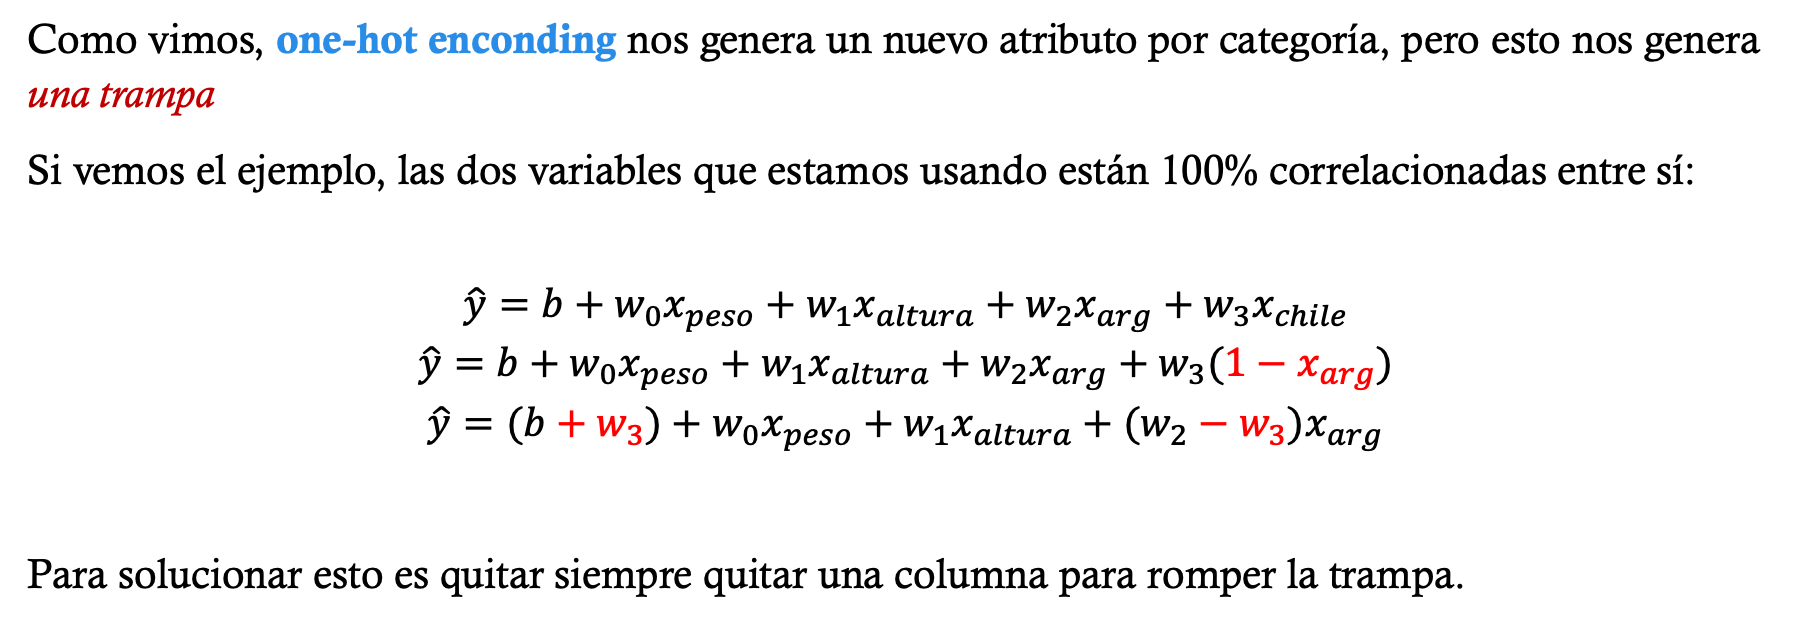 Como vimos, one-hot enconding nos genera un nuevo atributo por categoría, pero esto nos genera
una trampa
Si vemos el ejemplo, las dos variables que estamos usando están 100% correlacionadas entre sí:
ŷ = b + w₀x_peso + w₁x_altura + w₂x_arg + w₃x_chile
ŷ = b + w₀x_peso + w₁x_altura + w₂x_arg + w₃(1 − x_arg)
ŷ = (b + w₃) + w₀x_peso + w₁x_altura + (w₂ − w₃)x_arg
Para solucionar esto es quitar siempre quitar una columna para romper la trampa.